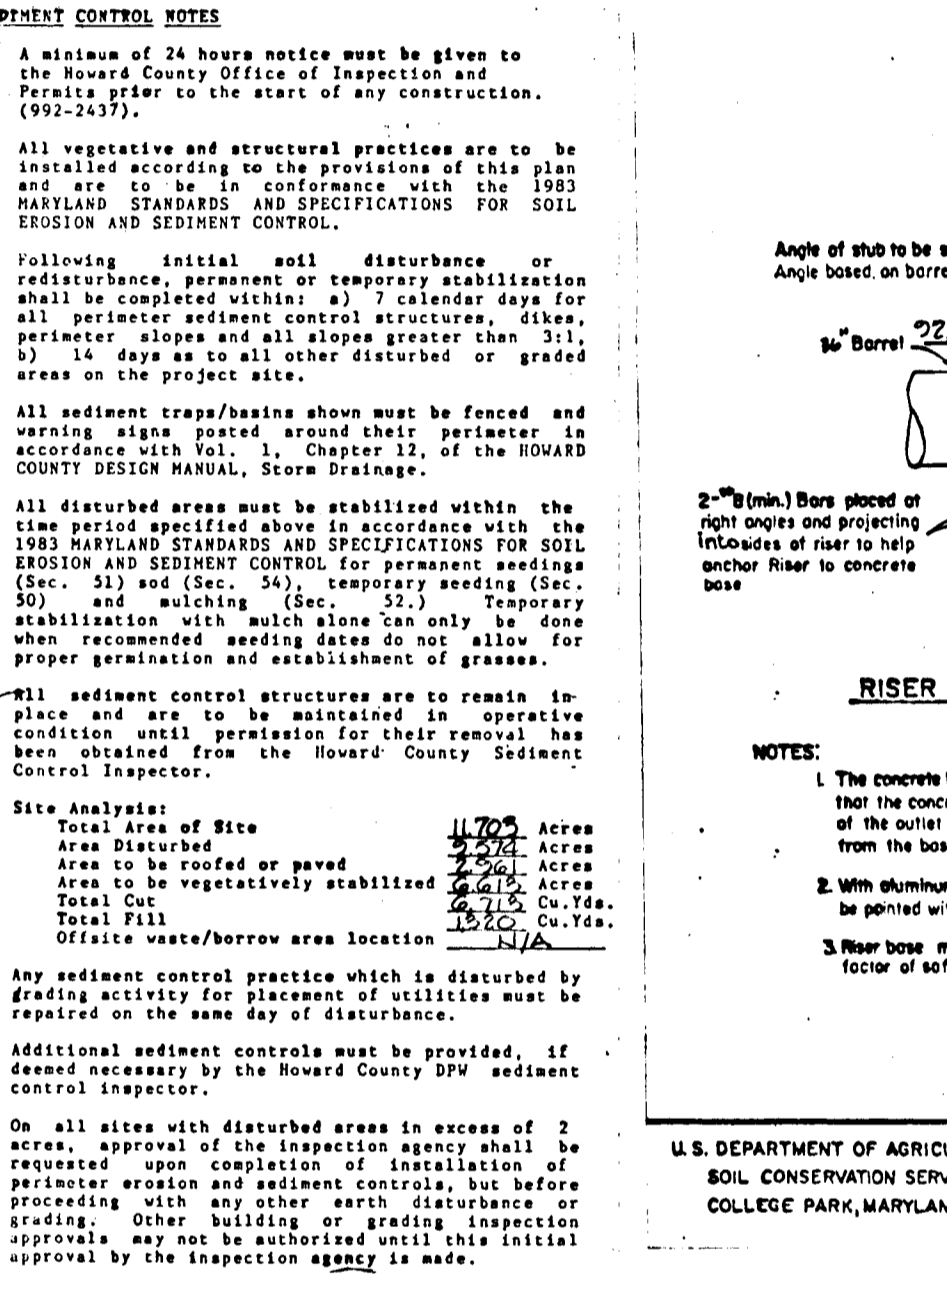 DIMENT CONTROL NOTES
A minimum of 24 hours notice must be given to
the Howard County Office of Inspection and
Permits prior to the start of any construction.
(992-2437).
All vegetative and structural practices are to be
installed according to the provisions of this plan
and are to be in conformance with the 1983
MARYLAND STANDARDS AND SPECIFICATIONS FOR SOIL
EROSION AND SEDIMENT CONTROL.
Following initial soil disturbance or
redisturbance, permanent or temporary stabilization
shall be completed within: a) 7 calendar days for
all perimeter sediment control structures, dikes,
perimeter slopes and all slopes greater than 3:1,
b) 14 days as to all other disturbed or graded
areas on the project site.
All sediment traps/basins shown must be fenced and
warning signs posted around their perimeter in
accordance with Vol. 1, Chapter 12, of the HOWARD
COUNTY DESIGN MANUAL, Storm Drainage.
All disturbed areas must be stabilized within the
time period specified above in accordance with the
1983 MARYLAND STANDARDS AND SPECIFICATIONS FOR SOIL
EROSION AND SEDIMENT CONTROL for permanent seedings
(Sec. 51) sod (Sec. 54), temporary seeding (Sec.
50) and mulching (Sec. 52.) Temporary
stabilization with mulch alone can only be done
when recommended seeding dates do not allow for
proper germination and establishment of grasses.
All sediment control structures are to remain in-
place and are to be maintained in operative
condition until permission for their removal has
been obtained from the Howard County Sediment
Control Inspector.
Site Analysis:
Total Area of Site 11.703 Acres
Area Disturbed Acres
Area to be roofed or paved 2.961 Acres
Area to be vegetatively stabilized 6.613 Acres
Total Cut 6,713 Cu.Yds.
Total Fill 1,320 Cu.Yds.
Offsite waste/borrow area location N/A
Any sediment control practice which is disturbed by
grading activity for placement of utilities must be
repaired on the same day of disturbance.
Additional sediment controls must be provided, if
deemed necessary by the Howard County DPW sediment
control inspector.
On all sites with disturbed areas in excess of 2
acres, approval of the inspection agency shall be
requested upon completion of installation of
perimeter erosion and sediment controls, but before
proceeding with any other earth disturbance or
grading. Other building or grading inspection
approvals may not be authorized until this initial
approval by the inspection agency is made.
Angle of stub to be s
Angle based, on barre
36" Barrel 92
2-#8 (min.) Bars placed at
right angles and projecting
into sides of riser to help
anchor Riser to concrete
base
RISER
NOTES:
1. The concrete
that the concr
of the outlet
from the bas
2. With aluminu
be painted wi
3. Riser base m
factor of saf
U.S. DEPARTMENT OF AGRICU
SOIL CONSERVATION SERV
COLLEGE PARK, MARYLAN